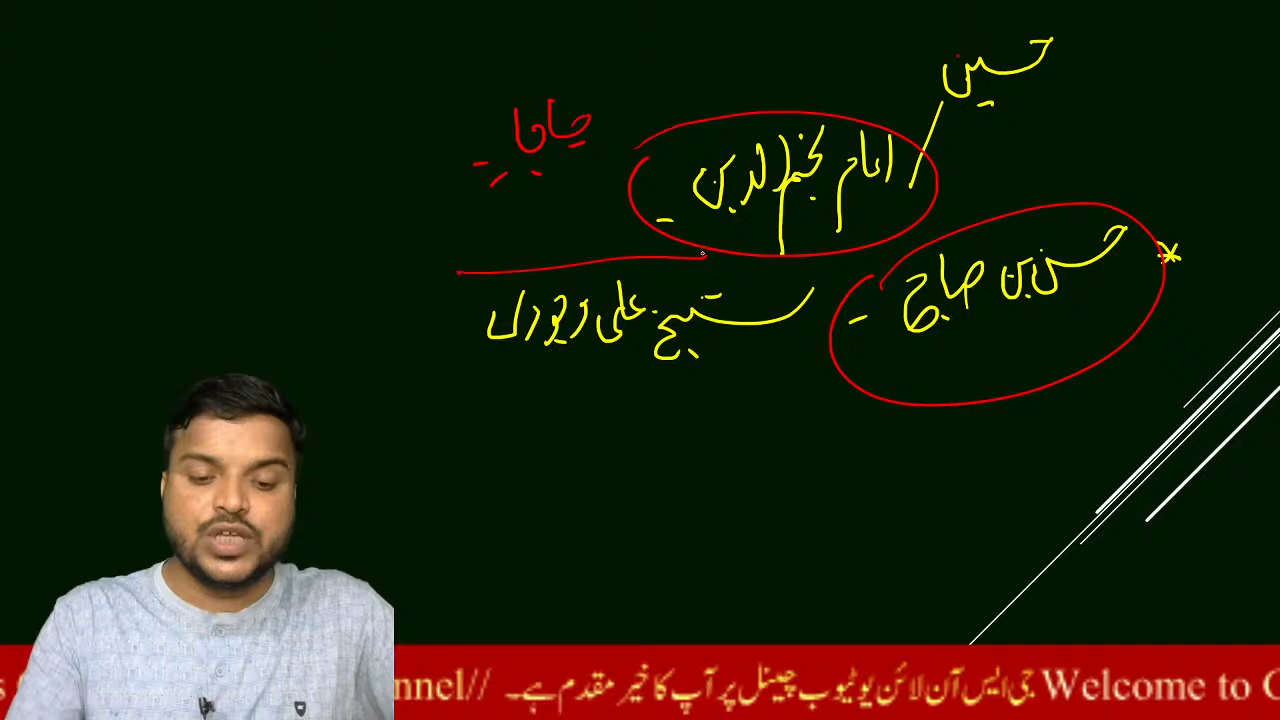 حسین
امام نجم الدین ۔
چاچا ۔
* حسن بن صباح ۔
شیخ علی وجودی
s
nnel// جی ایس آن لائن یوٹیوب چینل پر آپ کا خیر مقدم ہے۔ Welcome to G